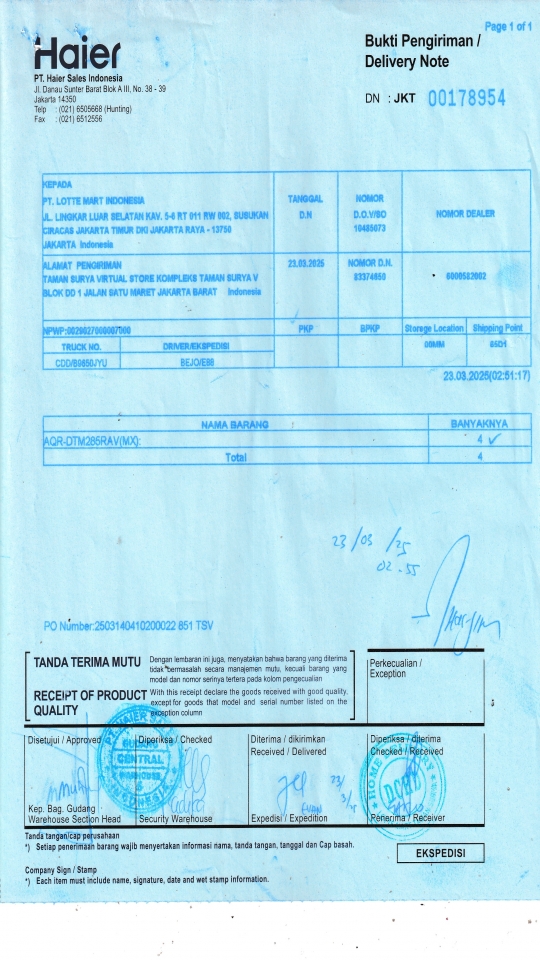 Page 1 of 1
Haier
Bukti Pengiriman /
Delivery Note
PT. Haier Sales Indonesia
Jl. Danau Sunter Barat Blok A III, No. 38 - 39
Jakarta 14350
Telp : (021) 6505668 (Hunting)
Fax : (021) 6512556
DN : JKT 00178954
KEPADA
PT. LOTTE MART INDONESIA
JL. LINGKAR LUAR SELATAN KAV. 5-6 RT 011 RW 002, SUSUKAN
CIRACAS JAKARTA TIMUR DKI JAKARTA RAYA - 13750
JAKARTA Indonesia
TANGGAL
D.N
NOMOR
D.O.V/SO
10485073
NOMOR DEALER
ALAMAT PENGIRIMAN
TAMAN SURYA VIRTUAL STORE KOMPLEKS TAMAN SURYA V
BLOK DD 1 JALAN SATU MARET JAKARTA BARAT Indonesia
23.03.2025
NOMOR D.N.
83374850
PKP
BPKP
Storage Location
Shipping Point
TRUCK NO.
DRIVER/EKSPEDISI
00MM
85D1
CDD/B9650JYU
BEJO/EBB
23.03.2025(02:51:17)
NAMA BARANG
BANYAKNYA
AQR-DTM285RAV(MX):
4 ✓
Total
4
23/03/25
02-55
PO Number:2503140410200022 851 TSV
TANDA TERIMA MUTU
Dengan lembaran ini juga, menyatakan bahwa barang yang diterima
tidak bermasalah secara manajemen mutu, kecuali barang yang
model dan nomor serinya tertera pada kolom pengecualian
RECEIPT OF PRODUCT
QUALITY
With this receipt declare the goods received with good quality,
except for goods that model and serial number listed on the
exception column
Perkecualian /
Exception
Disetujui / Approved
Diperiksa / Checked
Diterima / dikirimkan
Received / Delivered
Diperiksa / diterima
Checked / Received
GUDANG
CENTRAL
INDONESIA
23/3/25
Kep. Bag. Gudang
Warehouse Section Head
Security Warehouse
Expedisi / Expedition
Penerima / Receiver
Tanda tangan/cap perusahaan
*) Setiap penerimaan barang wajib menyertakan informasi nama, tanda tangan, tanggal dan Cap basah.
EKSPEDISI
Company Sign / Stamp
*) Each item must include name, signature, date and wet stamp information.